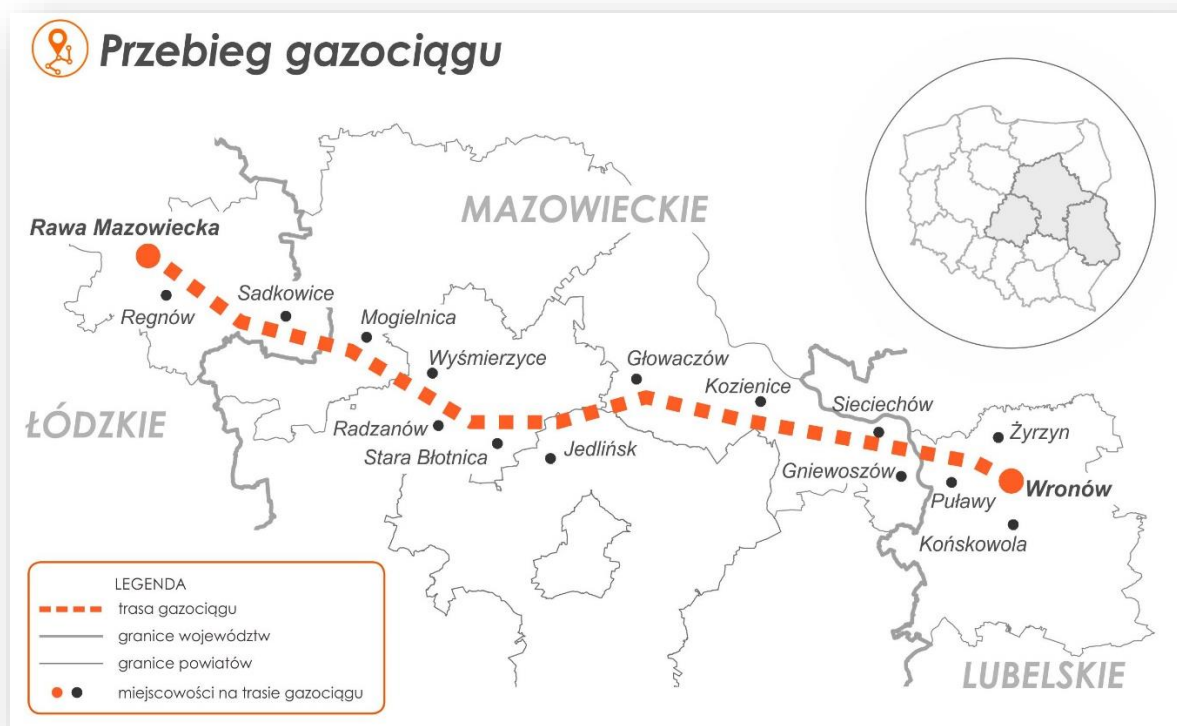 Przebieg gazociągu
MAZOWIECKIE
Rawa Mazowiecka
Sadkowice
Regnów
Mogielnica
Wyśmierzyce
Głowaczów
Kozienice
Sieciechów
ŁÓDZKIE
Radzanów
Stara Błotnica
Jedlińsk
Żyrzyn
Gniewoszów
Puławy
Wronów
Końskowola
LEGENDA
trasa gazociągu
granice województw
granice powiatów
miejscowości na trasie gazociągu
LUBELSKIE